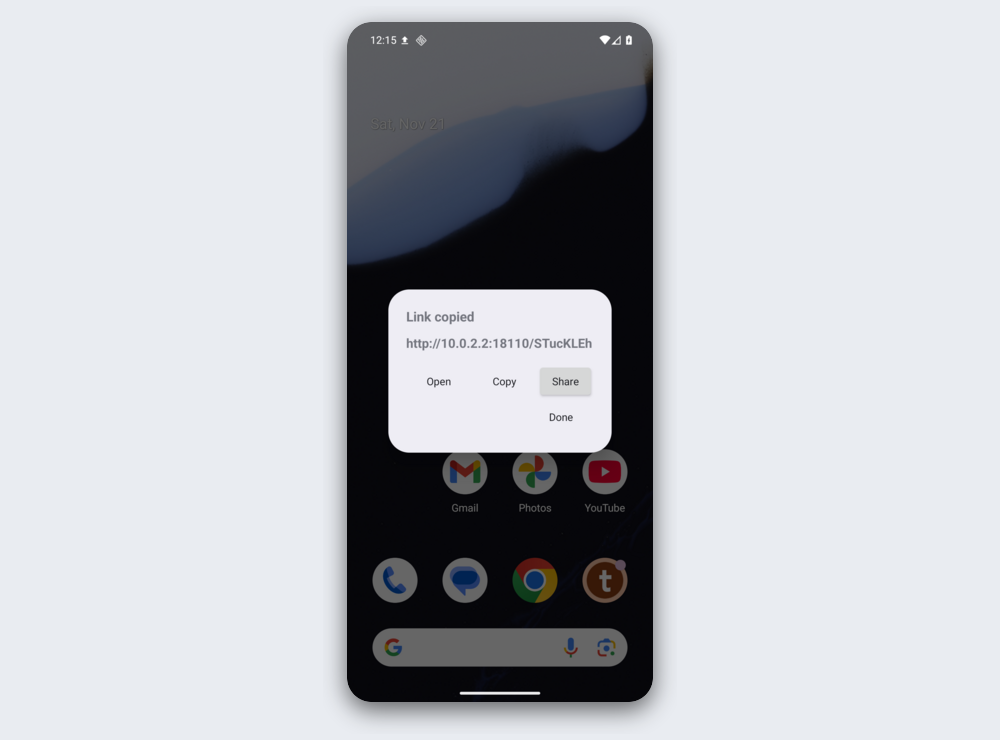 12:15
Sat, Nov 21
Link copied
http://10.0.2.2:18110/STucKLEh
Open Copy Share
Done
Gmail Photos YouTube
t